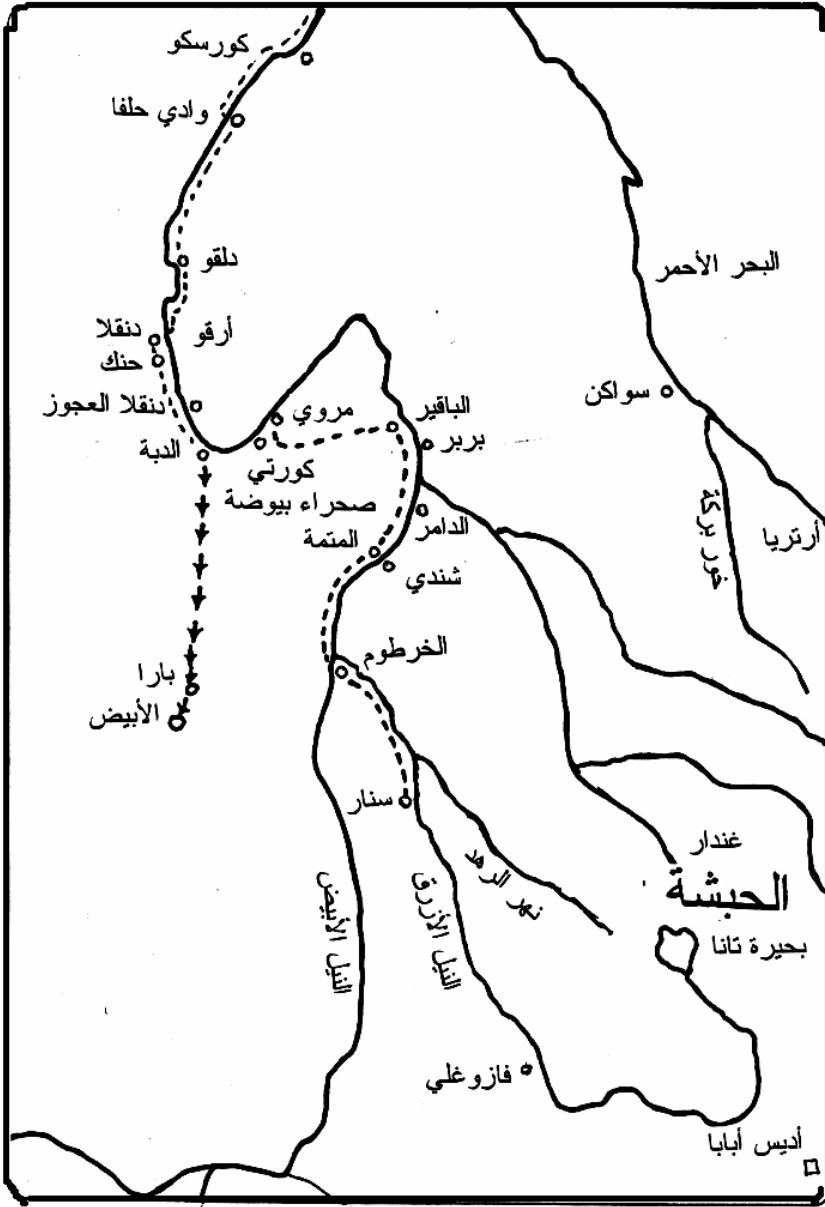 كورسكو
وادي حلفا
دلقو
البحر الأحمر
أرقو
دنقلا
حنك
سواكن
دنقلا العجوز
مروي
الباقير
بربر
الدبة
كورتي
صحراء بيوضة
الدامر
خور بركة
أرتريا
المتمة
شندي
الخرطوم
بارا
الأبيض
سنار
غندار
نهر الرهد
الحبشة
النيل الأبيض
النيل الأزرق
بحيرة تانا
فازوغلي
أديس أبابا